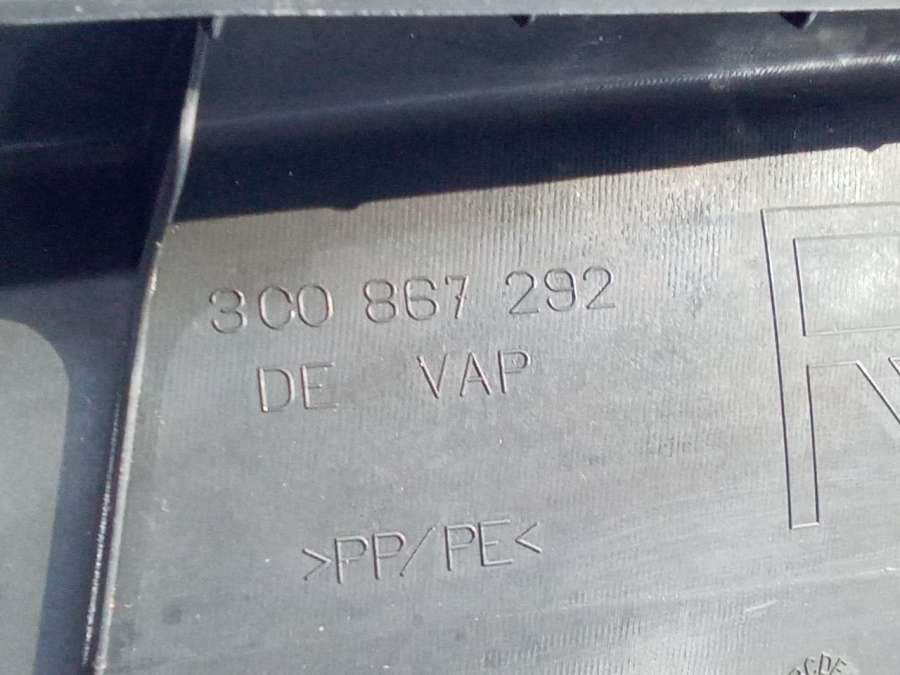 3C0 867 292
DE VAP
>PP/PE<
R